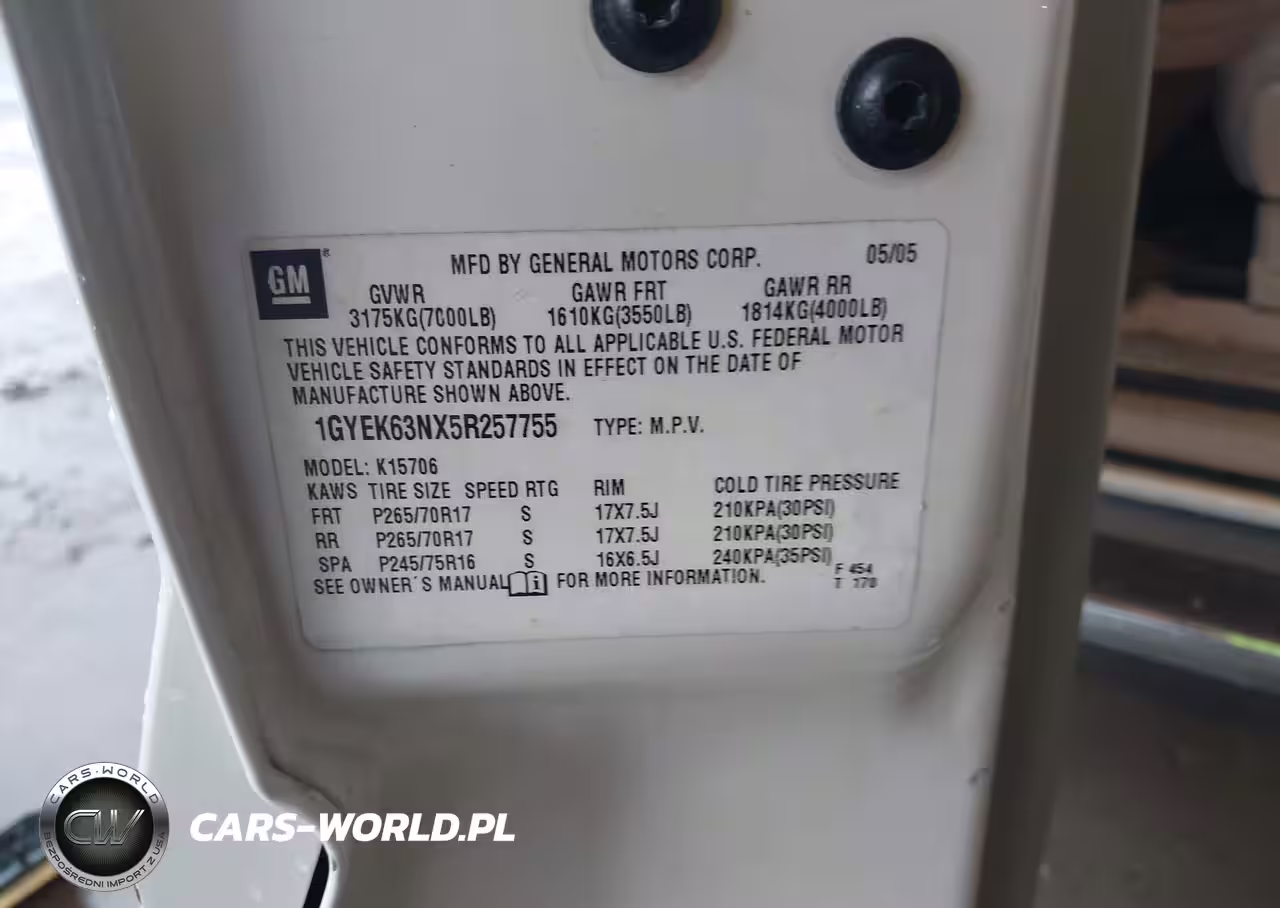 GM®
MFD BY GENERAL MOTORS CORP. 05/05
GVWR GAWR FRT GAWR RR
3175KG(7000LB) 1610KG(3550LB) 1814KG(4000LB)
THIS VEHICLE CONFORMS TO ALL APPLICABLE U.S. FEDERAL MOTOR
VEHICLE SAFETY STANDARDS IN EFFECT ON THE DATE OF
MANUFACTURE SHOWN ABOVE.
1GYEK63NX5R257755 TYPE: M.P.V.
MODEL: K15706
KAWS TIRE SIZE SPEED RTG RIM COLD TIRE PRESSURE
FRT P265/70R17 S 17X7.5J 210KPA(30PSI)
RR P265/70R17 S 17X7.5J 210KPA(30PSI)
SPA P245/75R16 S 16X6.5J 240KPA(35PSI)
SEE OWNER´S MANUAL i FOR MORE INFORMATION.
F 454
T 170
CARS-WORLD
CW
BEZPOŚREDNI IMPORT Z USA
CARS-WORLD.PL